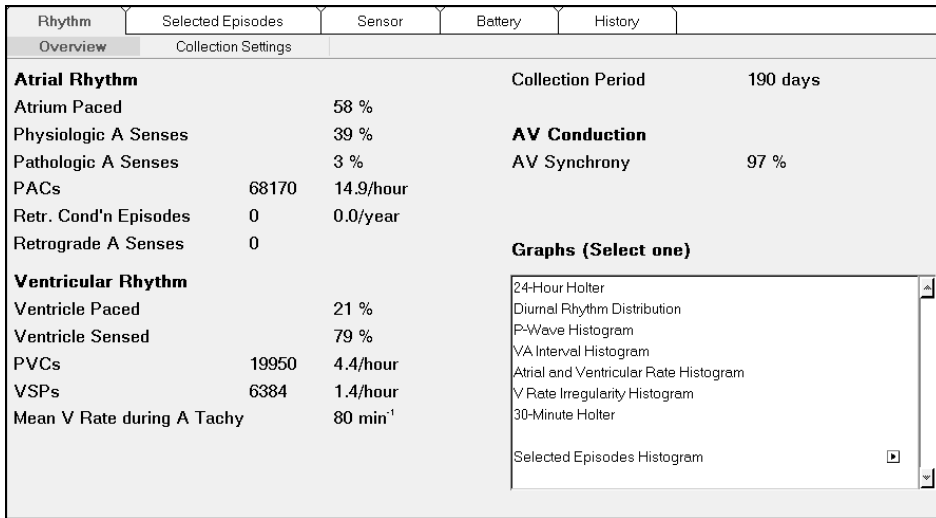 Rhythm Selected Episodes Sensor Battery History
Overview Collection Settings
Atrial Rhythm
Atrium Paced 58 %
Physiologic A Senses 39 %
Pathologic A Senses 3 %
PACs 68170 14.9/hour
Retr. Cond'n Episodes 0 0.0/year
Retrograde A Senses 0
Ventricular Rhythm
Ventricle Paced 21 %
Ventricle Sensed 79 %
PVCs 19950 4.4/hour
VSPs 6384 1.4/hour
Mean V Rate during A Tachy 80 min⁻¹
Collection Period 190 days
AV Conduction
AV Synchrony 97 %
Graphs (Select one)
24-Hour Holter
Diurnal Rhythm Distribution
P-Wave Histogram
VA Interval Histogram
Atrial and Ventricular Rate Histogram
V Rate Irregularity Histogram
30-Minute Holter
Selected Episodes Histogram